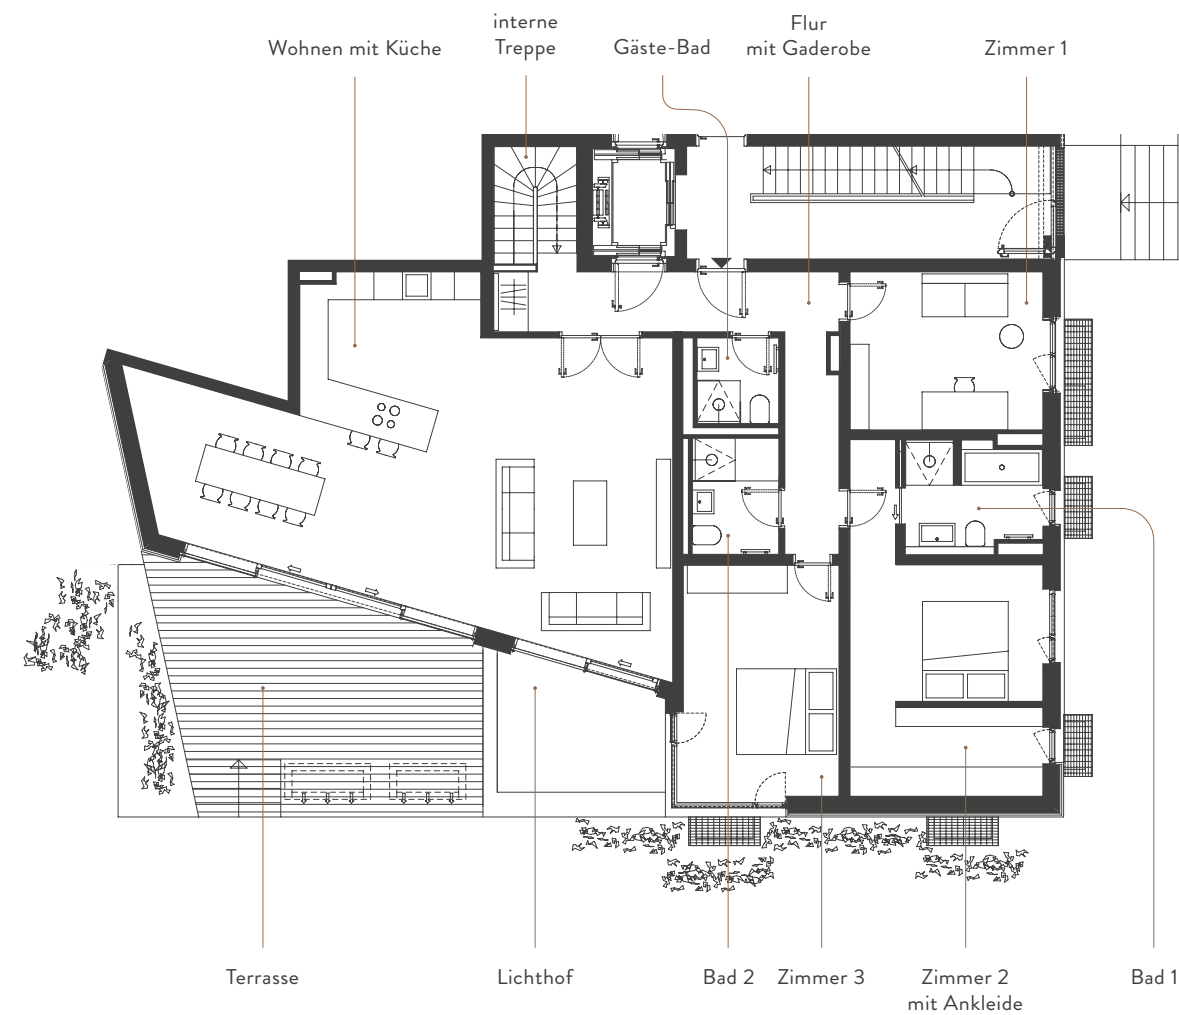 Wohnen mit Küche
interne
Treppe
Gäste-Bad
Flur
mit Gaderobe
Zimmer 1
Terrasse
Lichthof
Bad 2
Zimmer 3
Zimmer 2
mit Ankleide
Bad 1